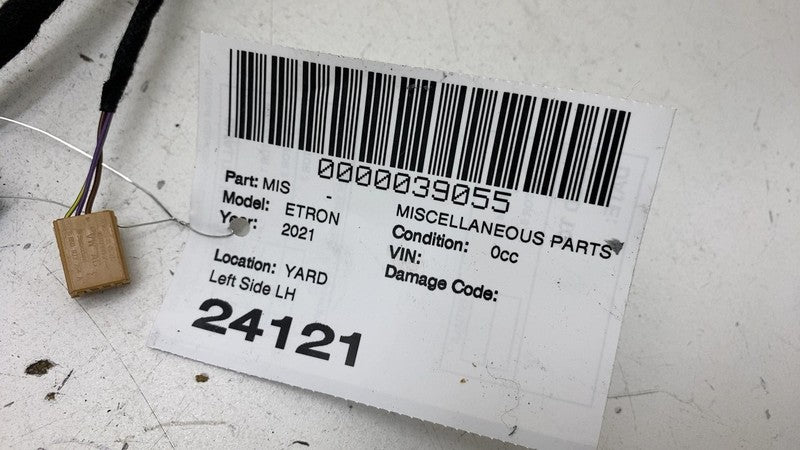 0000039055
Part: MIS -
MISCELLANEOUS PARTS
Model: ETRON
Condition: 0cc
Year: 2021
VIN:
Damage Code:
Location: YARD
Left Side LH
24121